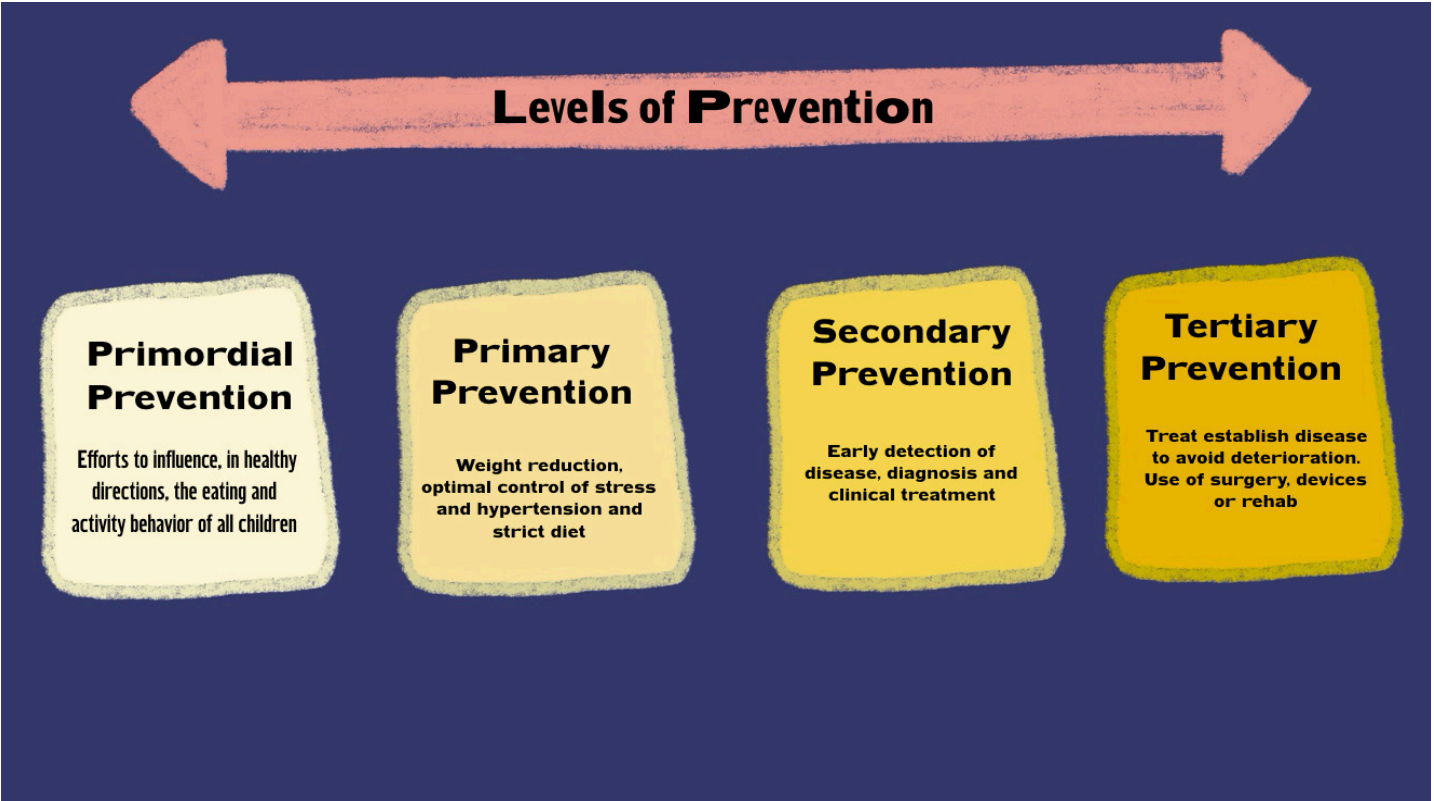 Levels of Prevention
Primordial
Prevention
Efforts to influence, in healthy
directions, the eating and
activity behavior of all children
Primary
Prevention
Weight reduction,
optimal control of stress
and hypertension and
strict diet
Secondary
Prevention
Early detection of
disease, diagnosis and
clinical treatment
Tertiary
Prevention
Treat establish disease
to avoid deterioration.
Use of surgery, devices
or rehab